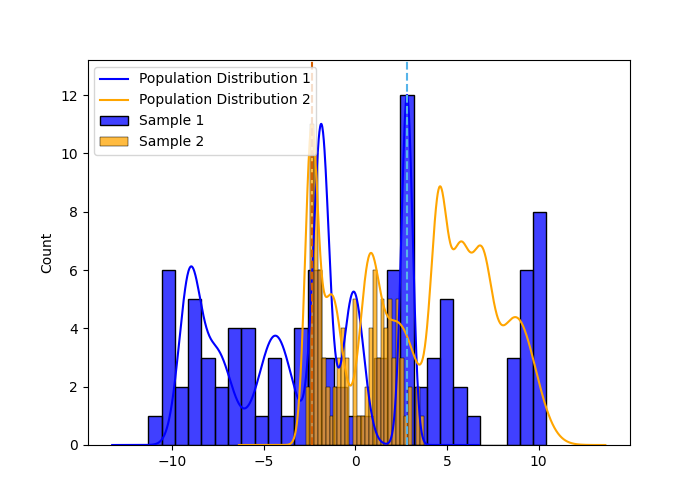 Population Distribution 1
Population Distribution 2
Sample 1
Sample 2
Count
12
10
8
6
4
2
0
−10
−5
0
5
10